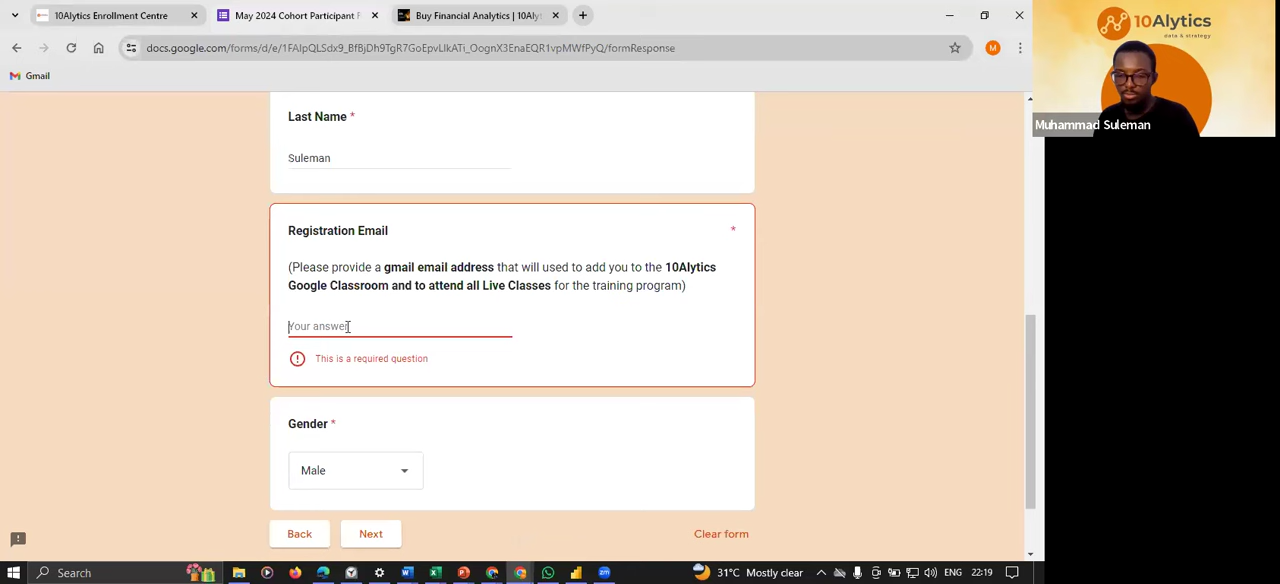 10Alytics Enrollment Centre
May 2024 Cohort Participant F
Buy Financial Analytics | 10Alyt
docs.google.com/forms/d/e/1FAIpQLSdx9_BfBjDh9TgR7GoEpvLlkATi_OognX3EnaEQR1vpMWfPyQ/formResponse
M
Gmail
10Alytics
data & strategy
Muhammad Suleman
Last Name *
Suleman
Registration Email *
(Please provide a gmail email address that will used to add you to the 10Alytics
Google Classroom and to attend all Live Classes for the training program)
Your answer
This is a required question
Gender *
Male
Back
Next
Clear form
Search
31°C Mostly clear
ENG
22:19